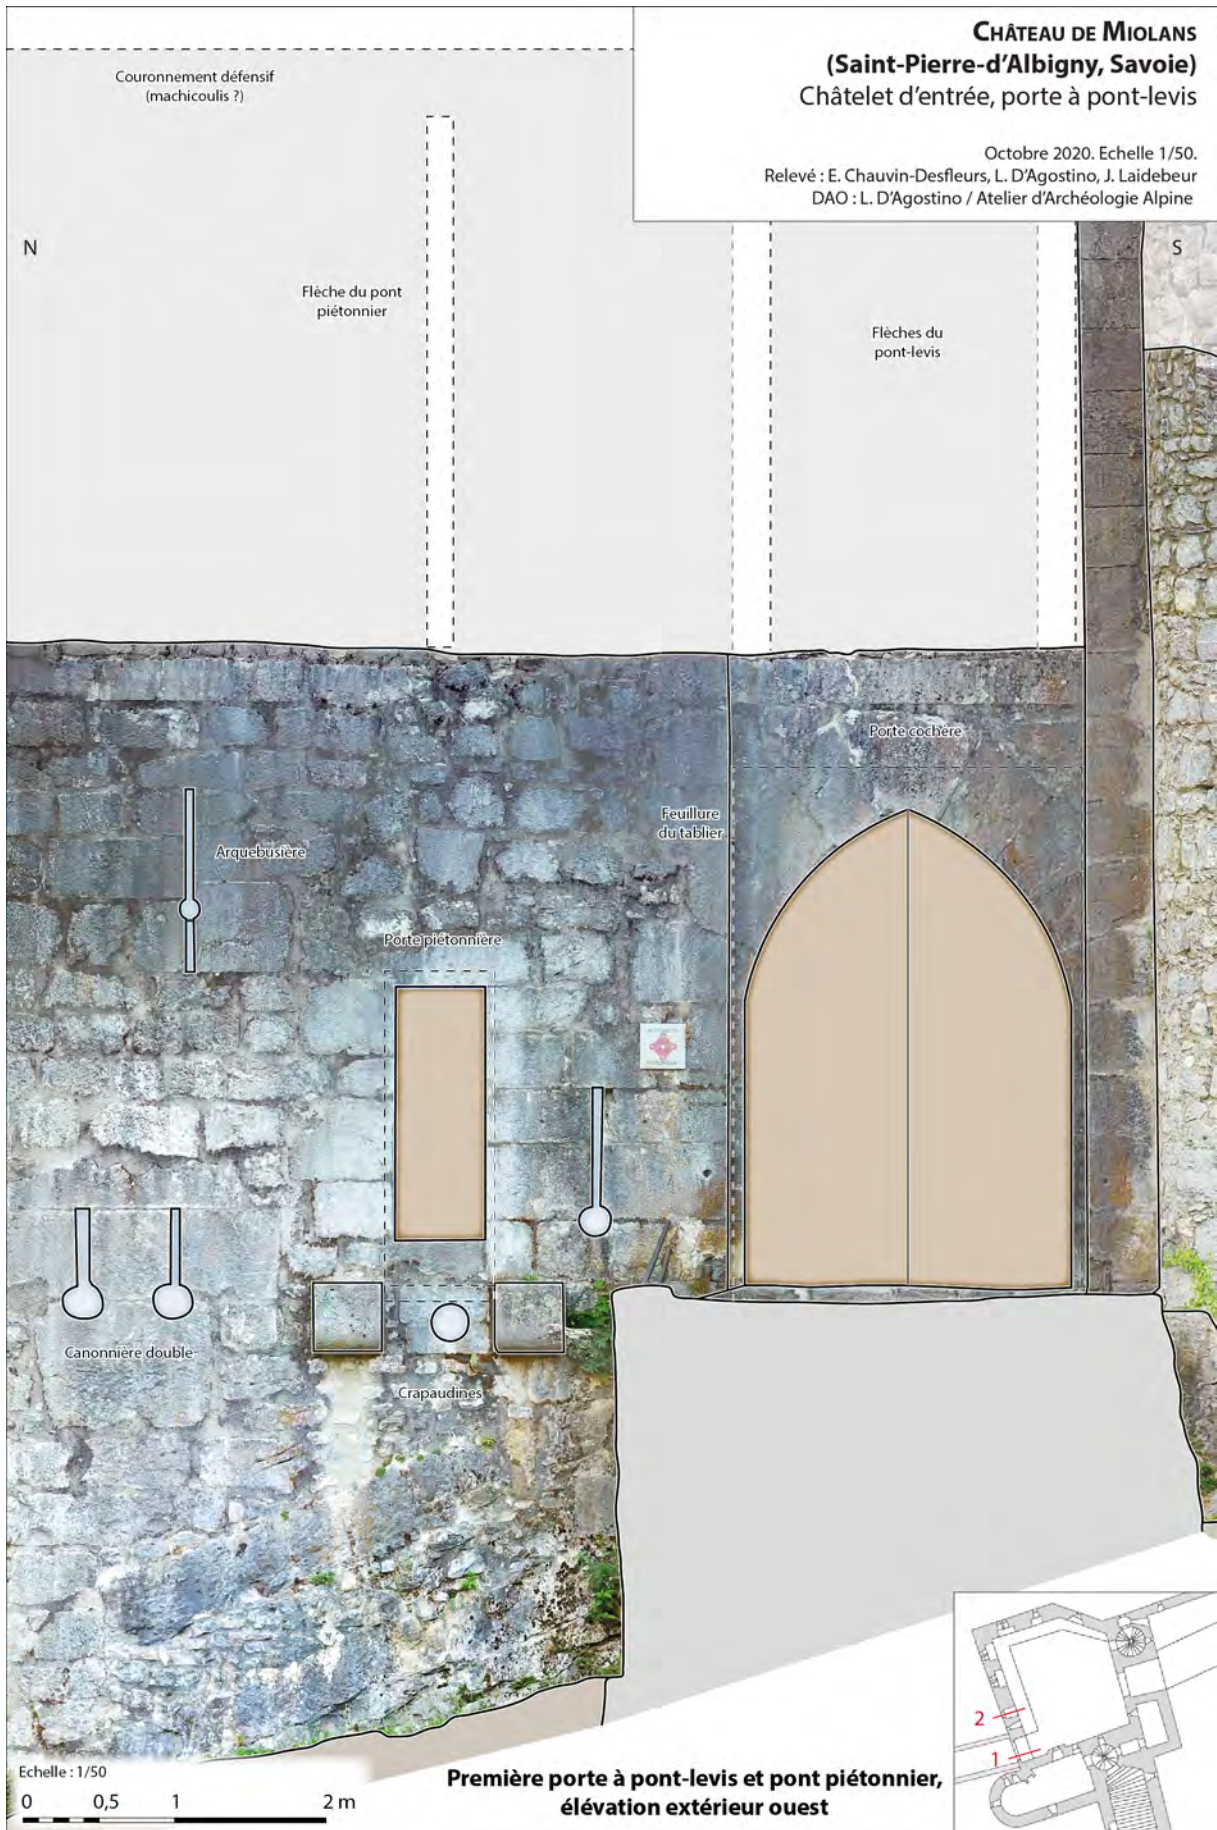 CHÂTEAU DE MIOLANS
(Saint-Pierre-d'Albigny, Savoie)
Châtelet d'entrée, porte à pont-levis
Octobre 2020. Echelle 1/50.
Relevé : E. Chauvin-Desfleurs, L. D'Agostino, J. Laidebeur
DAO : L. D'Agostino / Atelier d'Archéologie Alpine
Couronnement défensif
(machicoulis ?)
N
S
Flèche du pont
piétonnier
Flèches du
pont-levis
Porte cochère
Feuillure
du tablier
Arquebusière
Porte piétonnière
Canonnière double
Crapaudines
2
1
Echelle : 1/50
0 0,5 1 2 m
Première porte à pont-levis et pont piétonnier,
élévation extérieur ouest